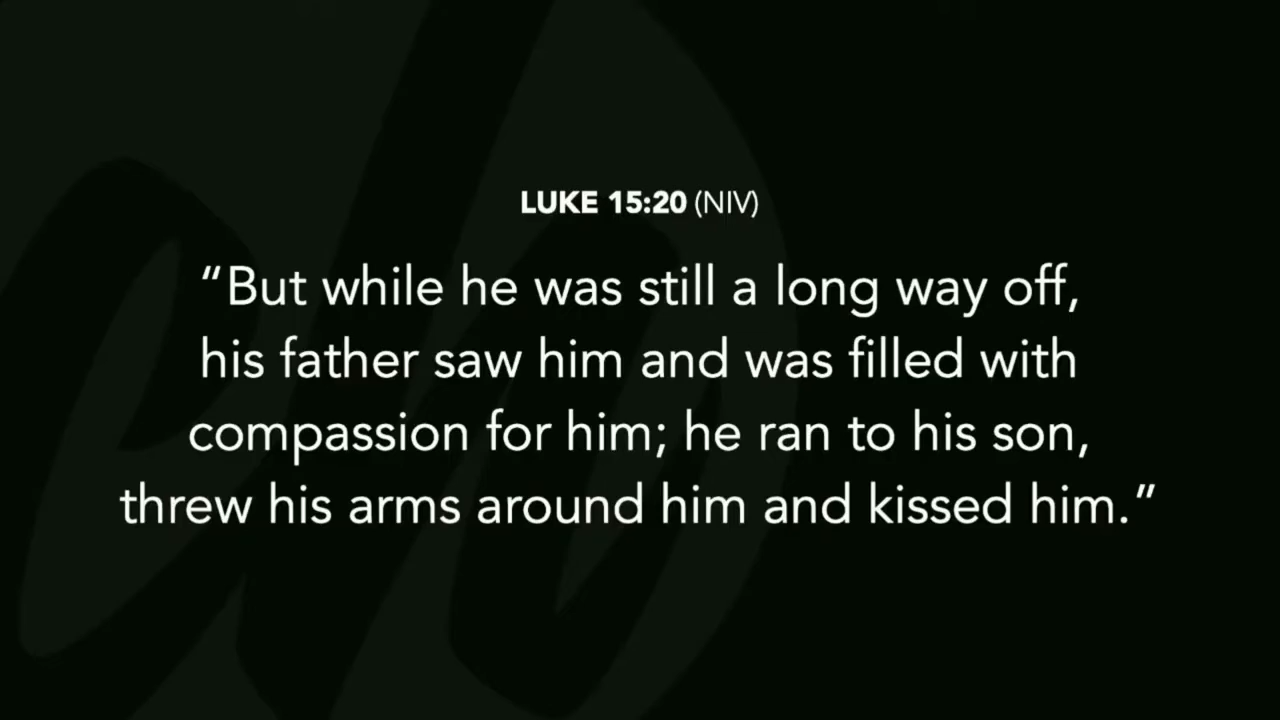 LUKE 15:20 (NIV)
“But while he was still a long way off,
his father saw him and was filled with
compassion for him; he ran to his son,
threw his arms around him and kissed him.”